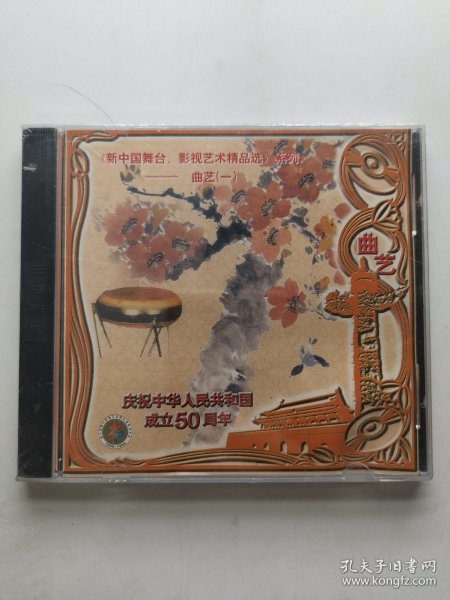 《新中国舞台、影视艺术精品选》系列
—— 曲艺(一)
曲艺
庆祝中华人民共和国
成立50周年
孔夫子旧书网
www.kongfz.com